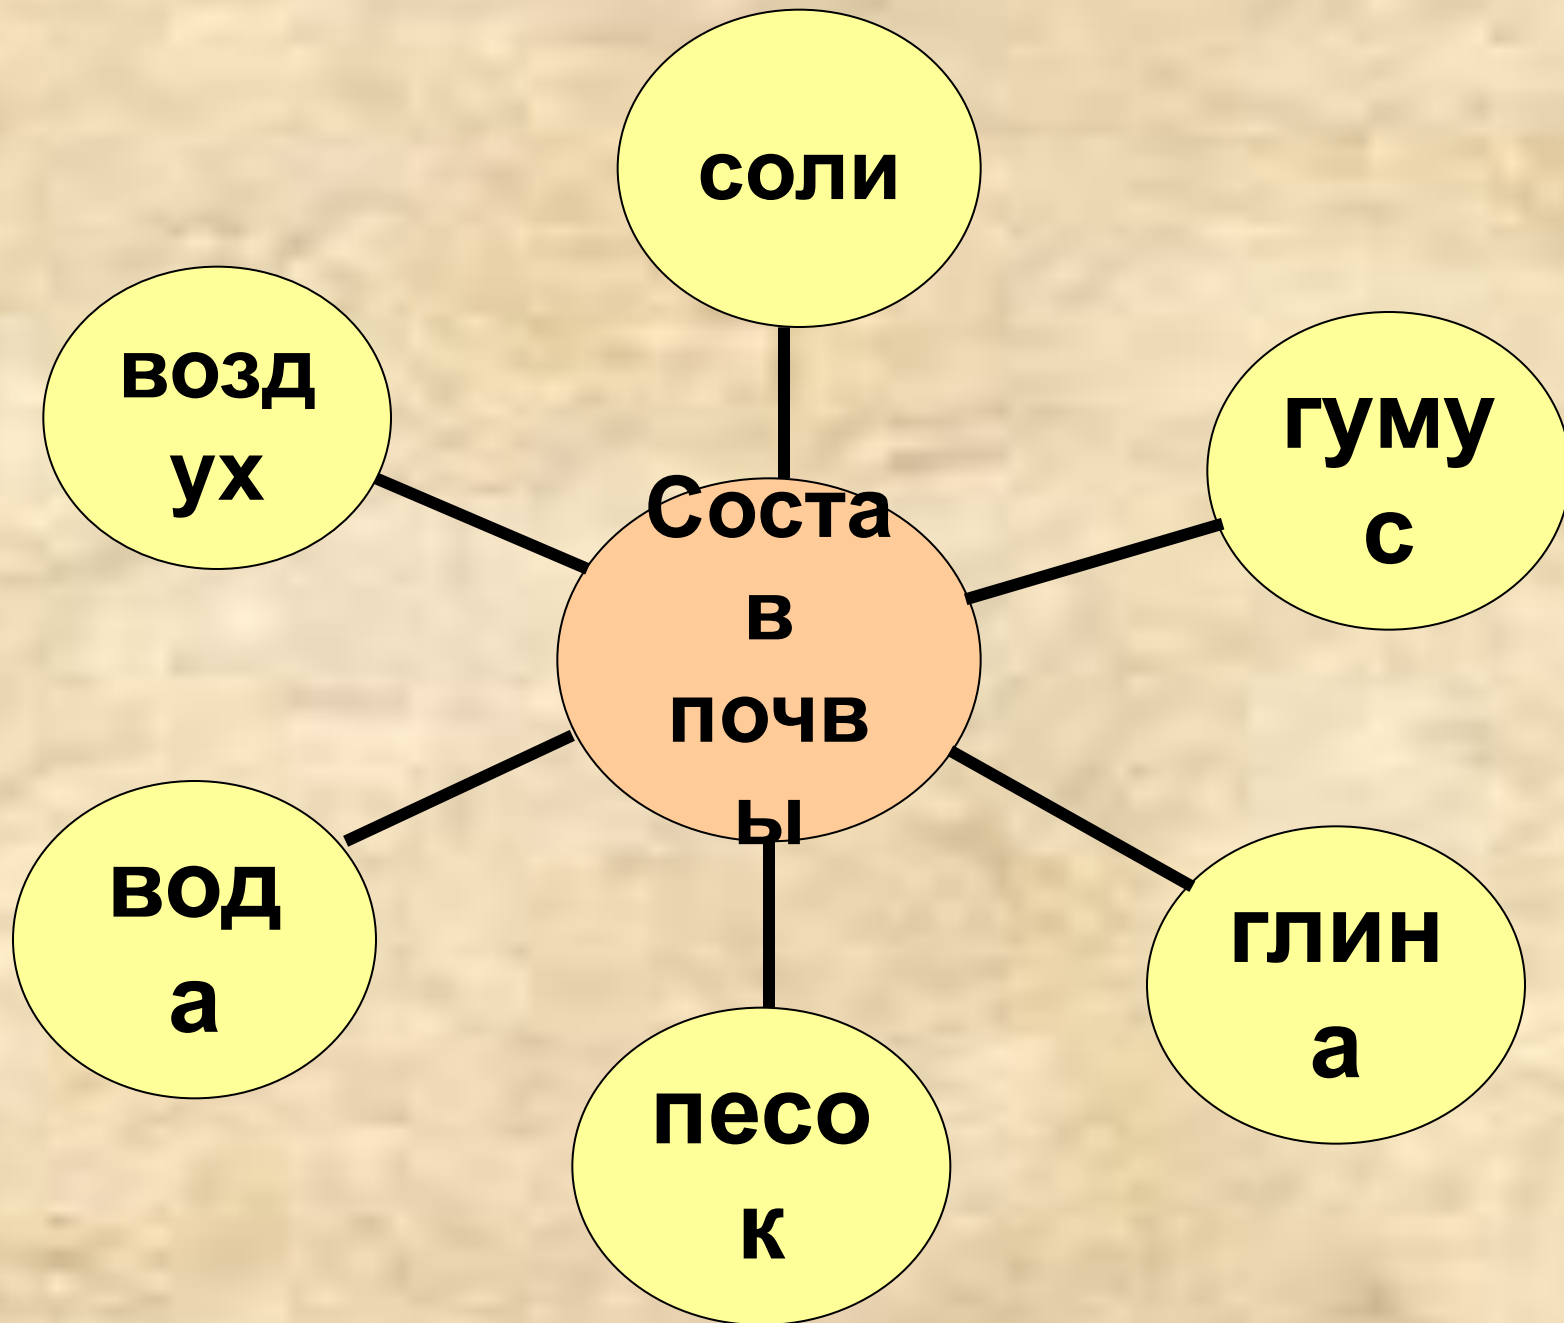 соли
возд
ух
гуму
с
Соста
в
почв
ы
вод
а
глин
а
песо
к